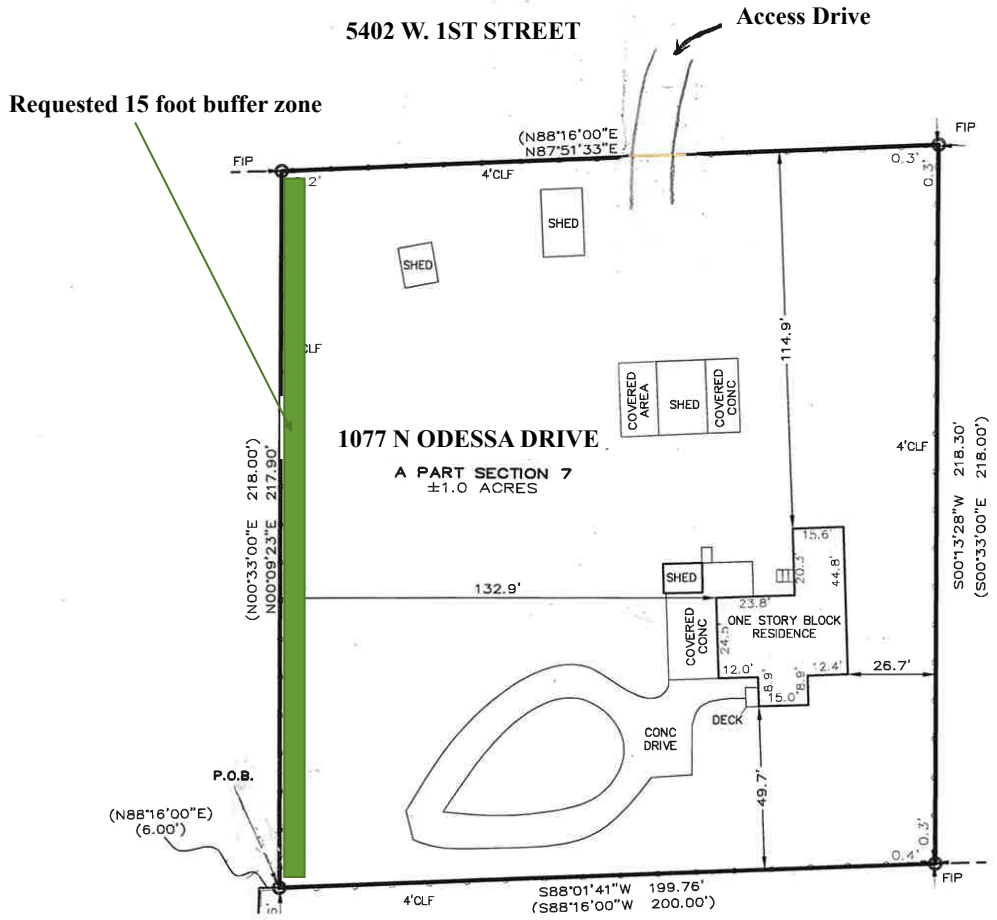 5402 W. 1ST STREET
Access Drive
Requested 15 foot buffer zone
(N88°16'00"E
N87°51'33"E
FIP
FIP
2'
4'CLF
0.3'
0.3'
SHED
SHED
CLF
114.9'
COVERED AREA
SHED
COVERED CONC
4'CLF
1077 N ODESSA DRIVE
A PART SECTION 7
±1.0 ACRES
(N00°33'00"E 218.00')
N00°09'23"E 217.90'
S00°13'28"W 218.30'
(S00°33'00"E 218.00')
15.6'
20.3'
44.8'
SHED
132.9'
23.8'
ONE STORY BLOCK
RESIDENCE
COVERED CONC
24.5'
12.0'
8.9'
15.0'
8.9'
12.4'
26.7'
DECK
CONC
DRIVE
49.7'
P.O.B.
(N88°16'00"E)
(6.00')
0.4'
0.3'
FIP
4'CLF
S88°01'41"W 199.76'
(S88°16'00"W 200.00')